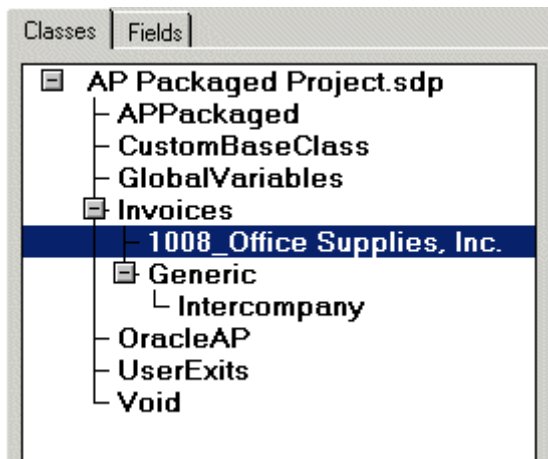 Classes Fields
AP Packaged Project.sdp
APPackaged
CustomBaseClass
GlobalVariables
Invoices
1008_Office Supplies, Inc.
Generic
Intercompany
OracleAP
UserExits
Void